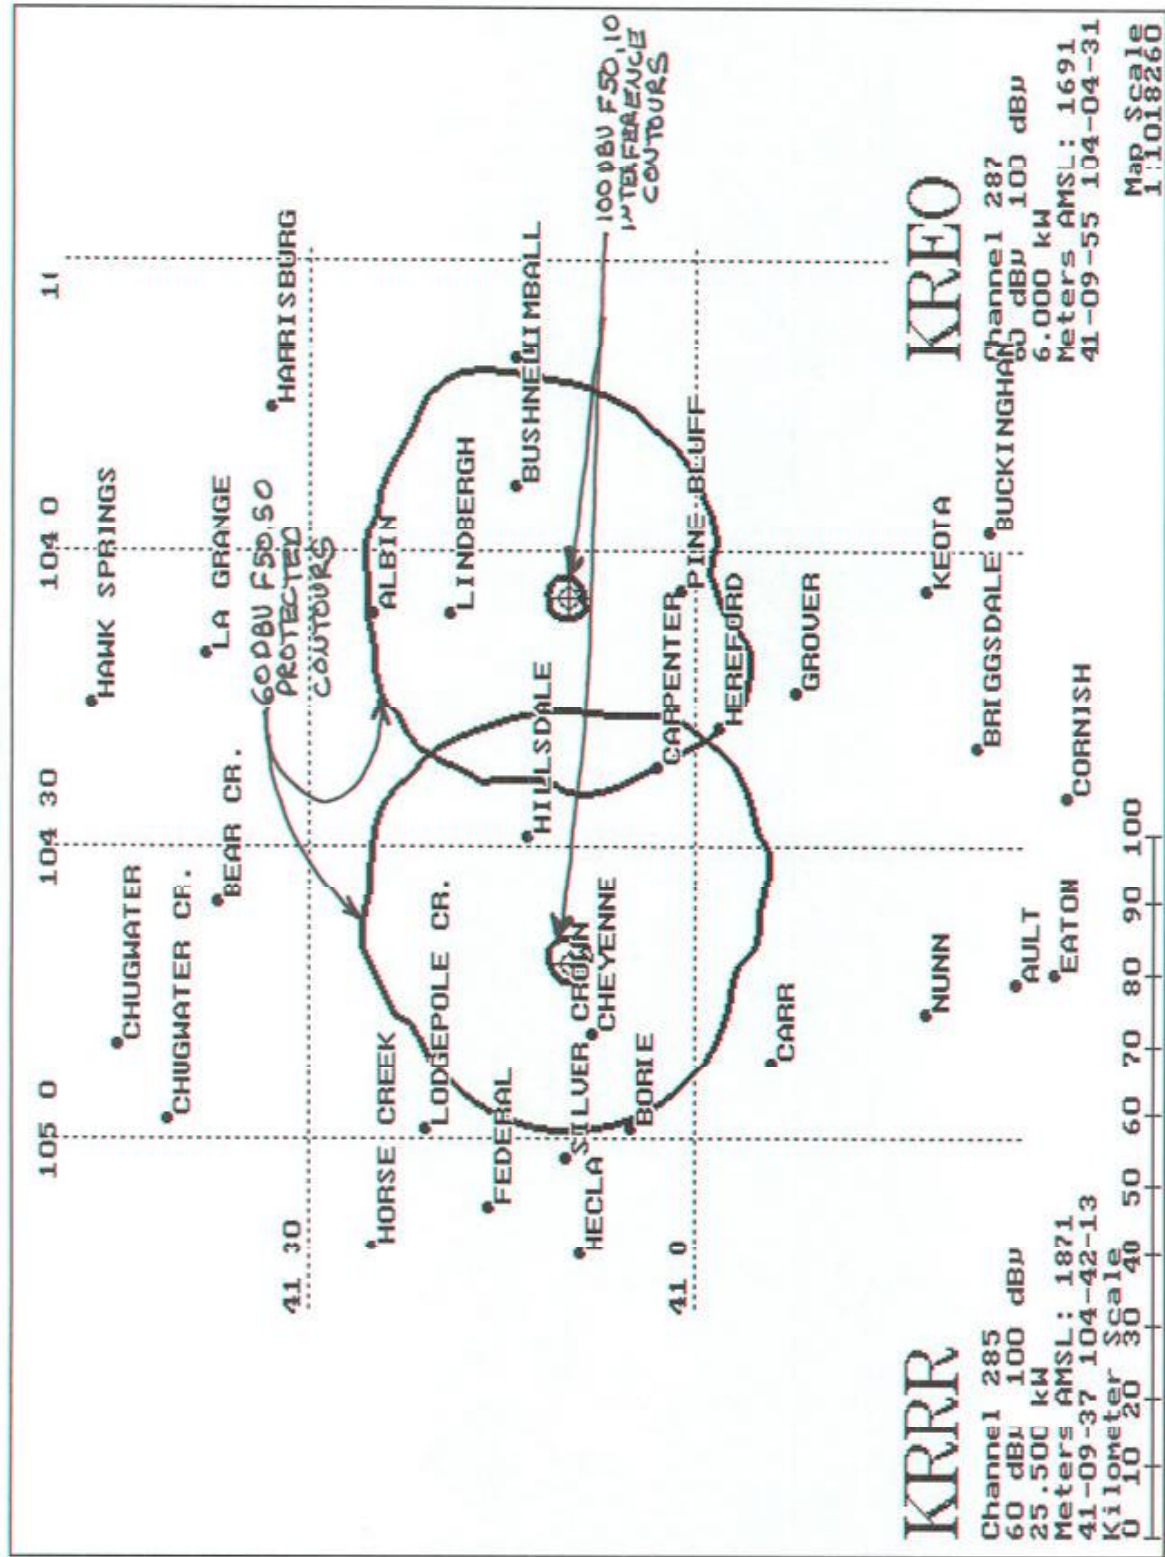 105 0
104 30
104 0
CHUGWATER
CHUGWATER CR.
BEAR CR.
HAWK SPRINGS
LA GRANGE
HARRISBURG
60 DBU F50,50
PROTECTED
CONTOURS
41 30
HORSE CREEK
LODGEPOLE CR.
ALBIN
LINDBERGH
FEDERAL
HILLSDALE
BUSHNELL
KIMBALL
100 DBU F50,10
INTERFERENCE
CONTOURS
SILVER CROWN
HECLA
CHEYENNE
BORIE
CARPENTER
PINE BLUFF
41 0
HEREFORD
CARR
GROVER
NUNN
KEOTA
BRIGGSDALE
BUCKINGHAM
AULT
EATON
CORNISH
KRRR
Channel 285
60 dBµ 100 dBµ
25.500 kW
Meters AMSL: 1871
41-09-37 104-42-13
Kilometer Scale
0 10 20 30 40 50 60 70 80 90 100
KREO
Channel 287
60 dBµ 100 dBµ
6.000 kW
Meters AMSL: 1691
41-09-55 104-04-31
Map Scale
1:1018260